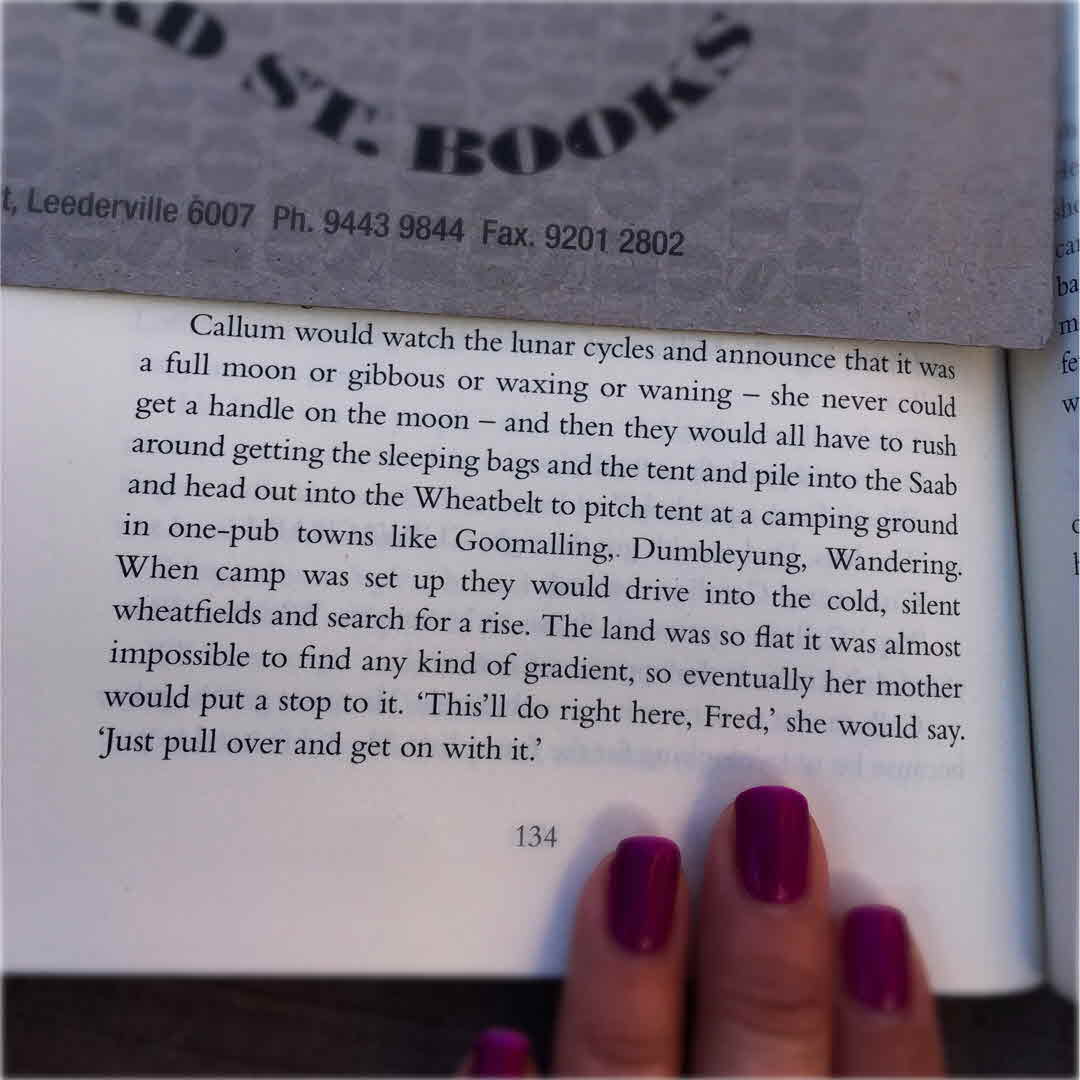 RD ST. BOOKS
t, Leederville 6007 Ph. 9443 9844 Fax. 9201 2802
Callum would watch the lunar cycles and announce that it was
a full moon or gibbous or waxing or waning – she never could
get a handle on the moon – and then they would all have to rush
around getting the sleeping bags and the tent and pile into the Saab
and head out into the Wheatbelt to pitch tent at a camping ground
in one-pub towns like Goomalling,. Dumbleyung, Wandering.
When camp was set up they would drive into the cold, silent
wheatfields and search for a rise. The land was so flat it was almost
impossible to find any kind of gradient, so eventually her mother
would put a stop to it. ‘This’ll do right here, Fred,’ she would say.
‘Just pull over and get on with it.’
134